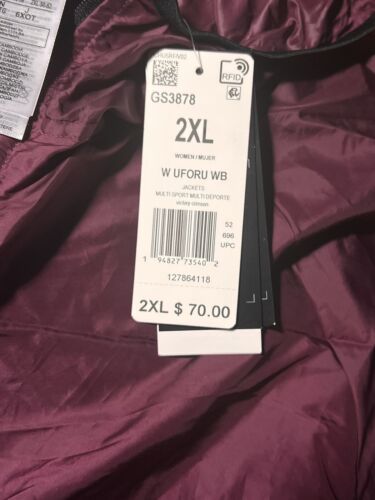 6XOT
RFID
GS3878
2XL
WOMEN / MUJER
W UFORU WB
JACKETS
MULTI SPORT MULTI DEPORTE
victory crimson
52
696
UPC
1 94827 73540 2
127864118
2XL $ 70.00